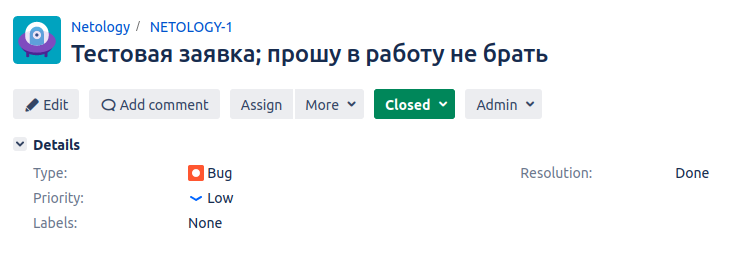 Netology / NETOLOGY-1
Тестовая заявка; прошу в работу не брать
Edit Add comment Assign More Closed Admin
Details
Type: Bug Resolution: Done
Priority: Low
Labels: None